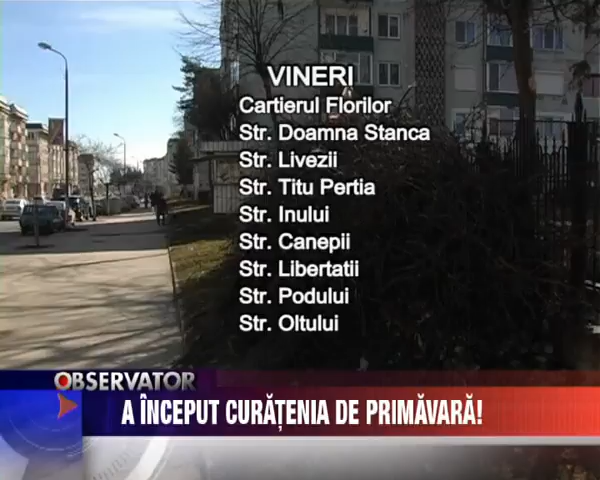 VINERI
Cartierul Florilor
Str. Doamna Stanca
Str. Livezii
Str. Titu Pertia
Str. Inului
Str. Canepii
Str. Libertatii
Str. Podului
Str. Oltului
OBSERVATOR
A ÎNCEPUT CURĂȚENIA DE PRIMĂVARĂ!